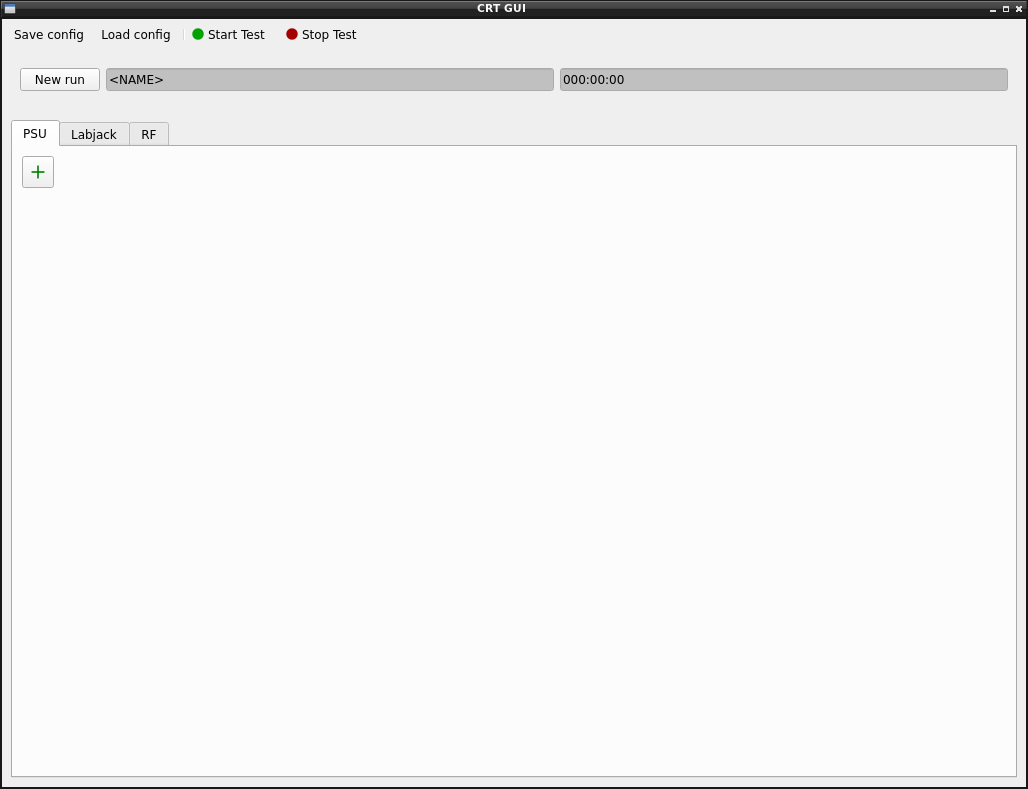 CRT GUI
Save config Load config Start Test Stop Test
New run <NAME> 000:00:00
PSU Labjack RF